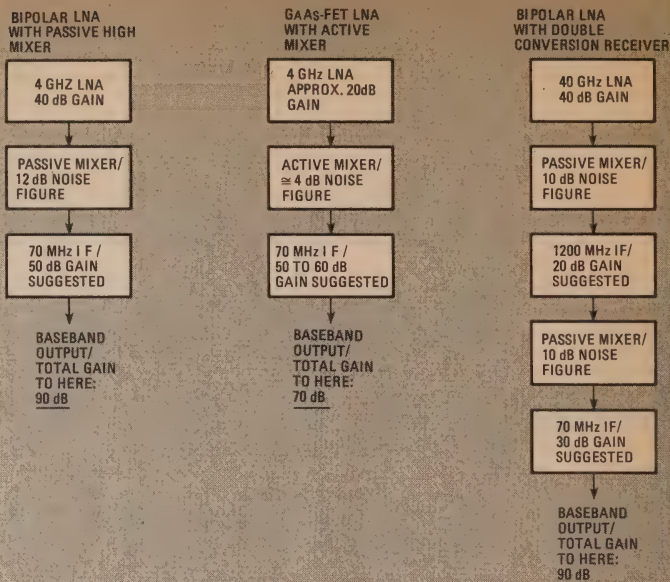 BIPOLAR LNA
WITH PASSIVE HIGH
MIXER
4 GHZ LNA
40 dB GAIN
PASSIVE MIXER/
12 dB NOISE
FIGURE
70 MHz I F /
50 dB GAIN
SUGGESTED
BASEBAND
OUTPUT/
TOTAL GAIN
TO HERE:
90 dB
GAAs-FET LNA
WITH ACTIVE
MIXER
4 GHz LNA
APPROX. 20dB
GAIN
ACTIVE MIXER/
≅ 4 dB NOISE
FIGURE
70 MHz I F /
50 TO 60 dB
GAIN SUGGESTED
BASEBAND
OUTPUT/
TOTAL GAIN
TO HERE:
70 dB
BIPOLAR LNA
WITH DOUBLE
CONVERSION RECEIVER
40 GHz LNA
40 dB GAIN
PASSIVE MIXER/
10 dB NOISE
FIGURE
1200 MHz IF/
20 dB GAIN
SUGGESTED
PASSIVE MIXER/
10 dB NOISE
FIGURE
70 MHz IF/
30 dB GAIN
SUGGESTED
BASEBAND
OUTPUT/
TOTAL GAIN
TO HERE:
90 dB